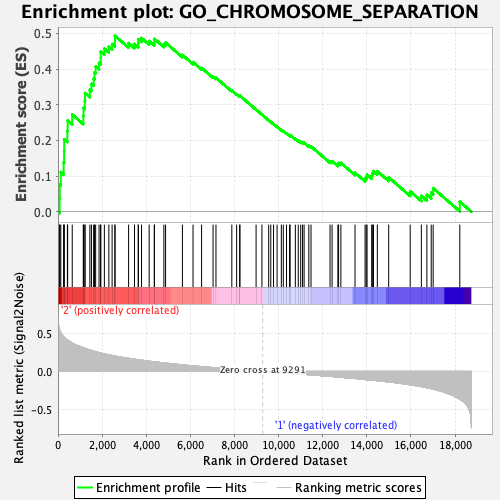 Enrichment plot: GO_CHROMOSOME_SEPARATION
Enrichment score (ES)
0.5
0.4
0.3
0.2
0.1
0.0
'2' (positively correlated)
Ranked list metric (Signal2Noise)
0.5
0.0
-0.5
Zero cross at 9291
'1' (negatively correlated)
0
2,000
4,000
6,000
8,000
10,000
12,000
14,000
16,000
18,000
Rank in Ordered Dataset
Enrichment profile
Hits
Ranking metric scores